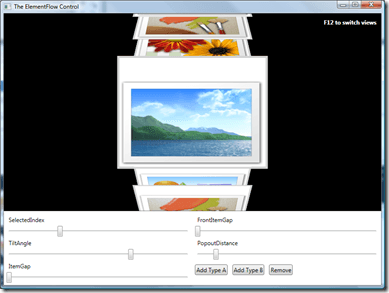 The ElementFlow Control
F12 to switch views
SelectedIndex
FrontItemGap
TiltAngle
PopoutDistance
ItemGap
Add Type A
Add Type B
Remove